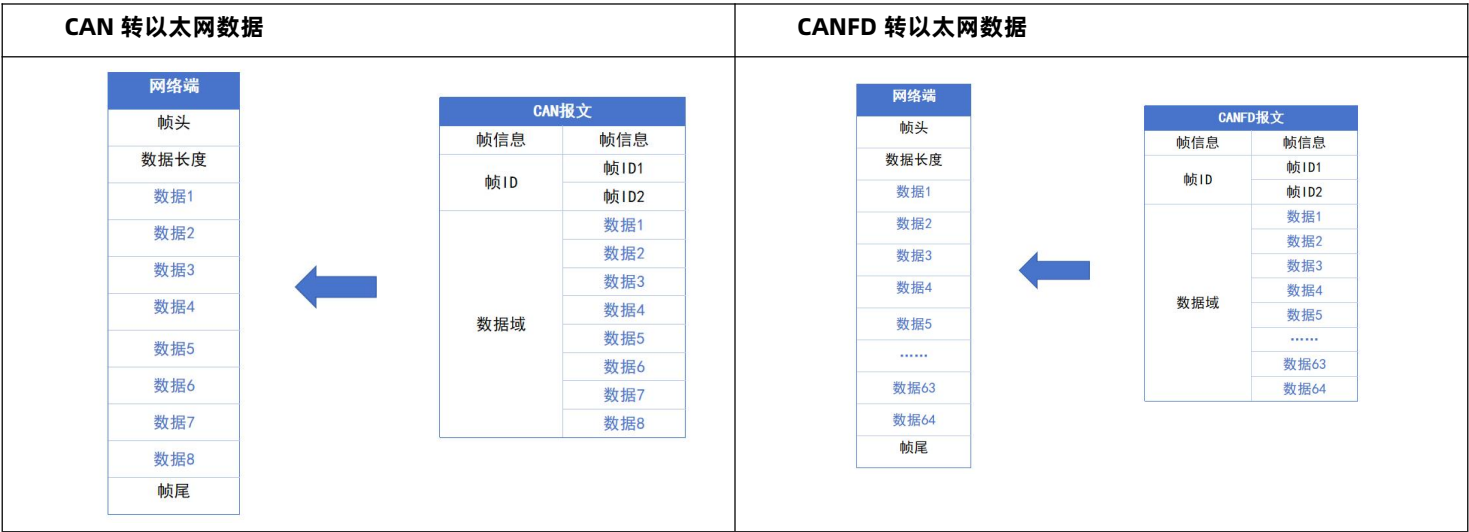 CAN 转以太网数据
网络端
帧头
数据长度
数据1
数据2
数据3
数据4
数据5
数据6
数据7
数据8
帧尾
CAN报文
帧信息 帧信息
帧ID
帧ID1
帧ID2
数据域
数据1
数据2
数据3
数据4
数据5
数据6
数据7
数据8
CANFD 转以太网数据
网络端
帧头
数据长度
数据1
数据2
数据3
数据4
数据5
……
数据63
数据64
帧尾
CANFD报文
帧信息 帧信息
帧ID
帧ID1
帧ID2
数据域
数据1
数据2
数据3
数据4
数据5
……
数据63
数据64